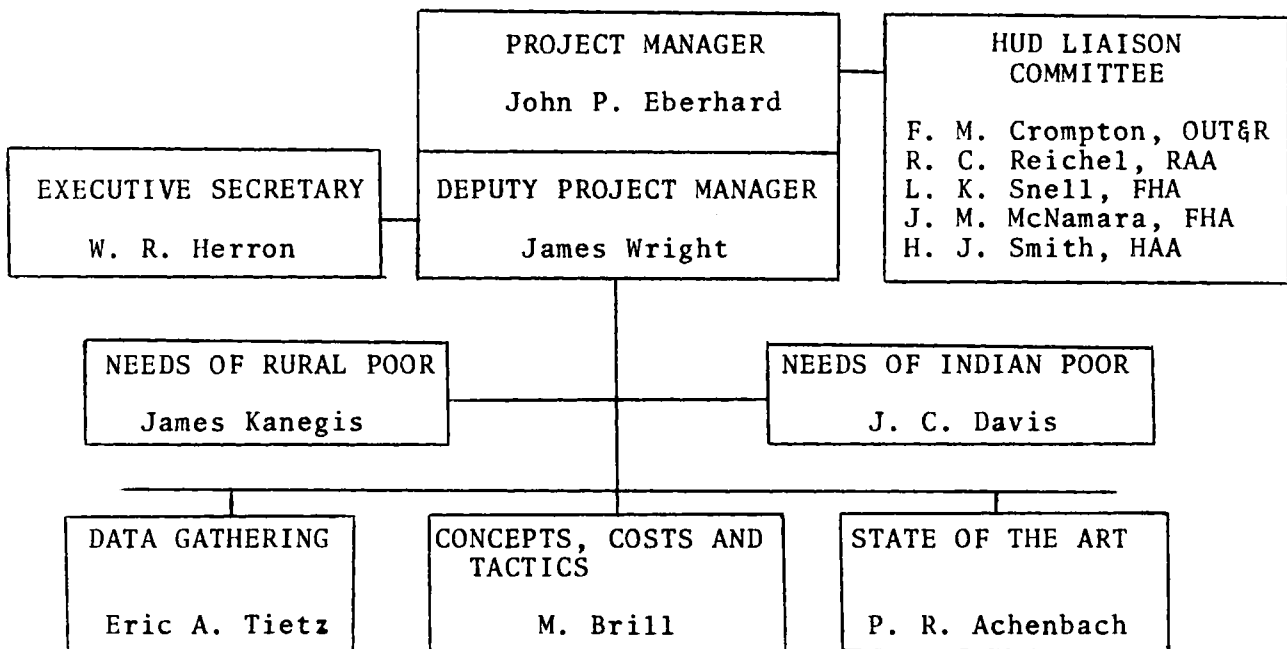 PROJECT MANAGER
John P. Eberhard
HUD LIAISON
COMMITTEE
F. M. Crompton, OUT&R
R. C. Reichel, RAA
L. K. Snell, FHA
J. M. McNamara, FHA
H. J. Smith, HAA
EXECUTIVE SECRETARY
W. R. Herron
DEPUTY PROJECT MANAGER
James Wright
NEEDS OF RURAL POOR
James Kanegis
NEEDS OF INDIAN POOR
J. C. Davis
DATA GATHERING
Eric A. Tietz
CONCEPTS, COSTS AND
TACTICS
M. Brill
STATE OF THE ART
P. R. Achenbach